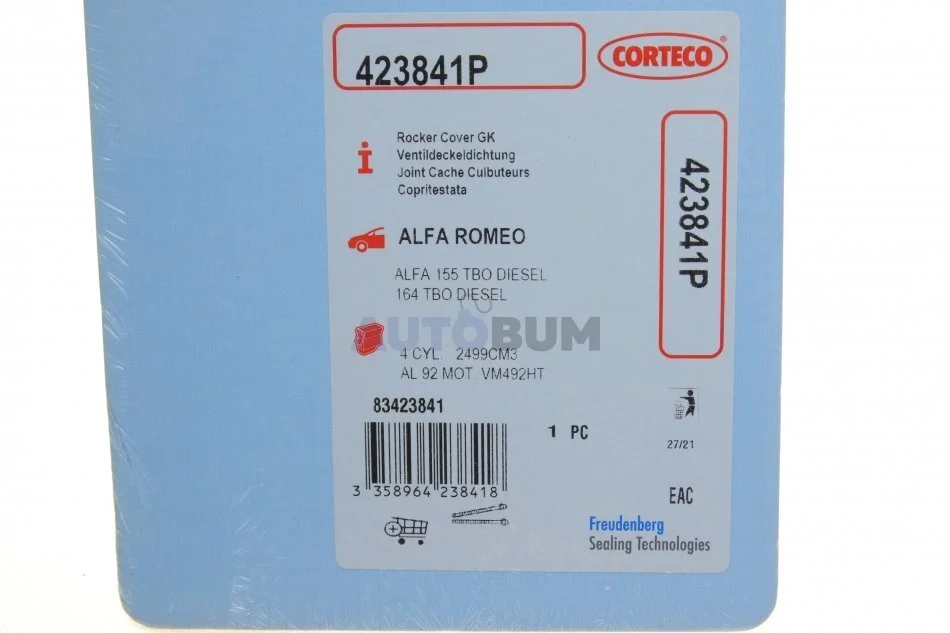 423841P
CORTECO®
Rocker Cover GK
Ventildeckeldichtung
Joint Cache Culbuteurs
Copritestata
423841P
ALFA ROMEO
ALFA 155 TBO DIESEL
164 TBO DIESEL
AUTOBUM
4 CYL. 2499CM3
AL 92 MOT. VM492HT
83423841
1 PC
27/21
3 358964 238418
EAC
Freudenberg
Sealing Technologies